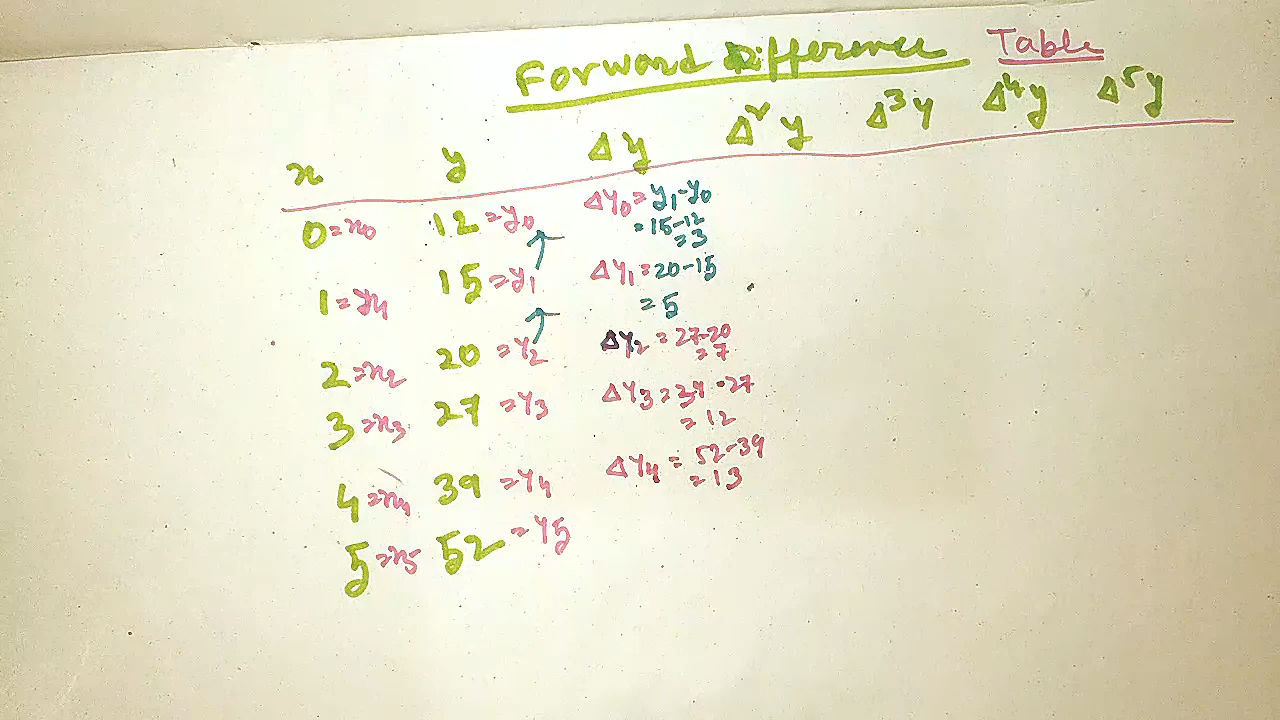 Forward Difference Table
x y Δy Δ²y Δ³y Δ⁴y Δ⁵y
0 = x0 12 = y0 Δy0 = y1-y0
= 15-12
= 3
15 = y1 Δy1 = 20-15
1 = = 5
20 = y2 Δy2 = 27-20
= 7
2 = x2
3 = x3 27 = y3 Δy3 = -27
= 12
4 = x4 39 = y4 Δy4 = 52-39
= 13
5 = x5 52 = y5